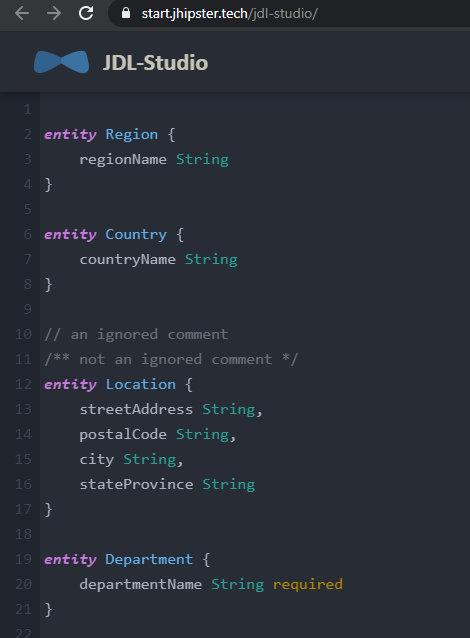 start.jhipster.tech/jdl-studio/
JDL-Studio
1
2 entity Region {
3     regionName String
4 }
5
6 entity Country {
7     countryName String
8 }
9
10 // an ignored comment
11 /** not an ignored comment */
12 entity Location {
13     streetAddress String,
14     postalCode String,
15     city String,
16     stateProvince String
17 }
18
19 entity Department {
20     departmentName String required
21 }
22